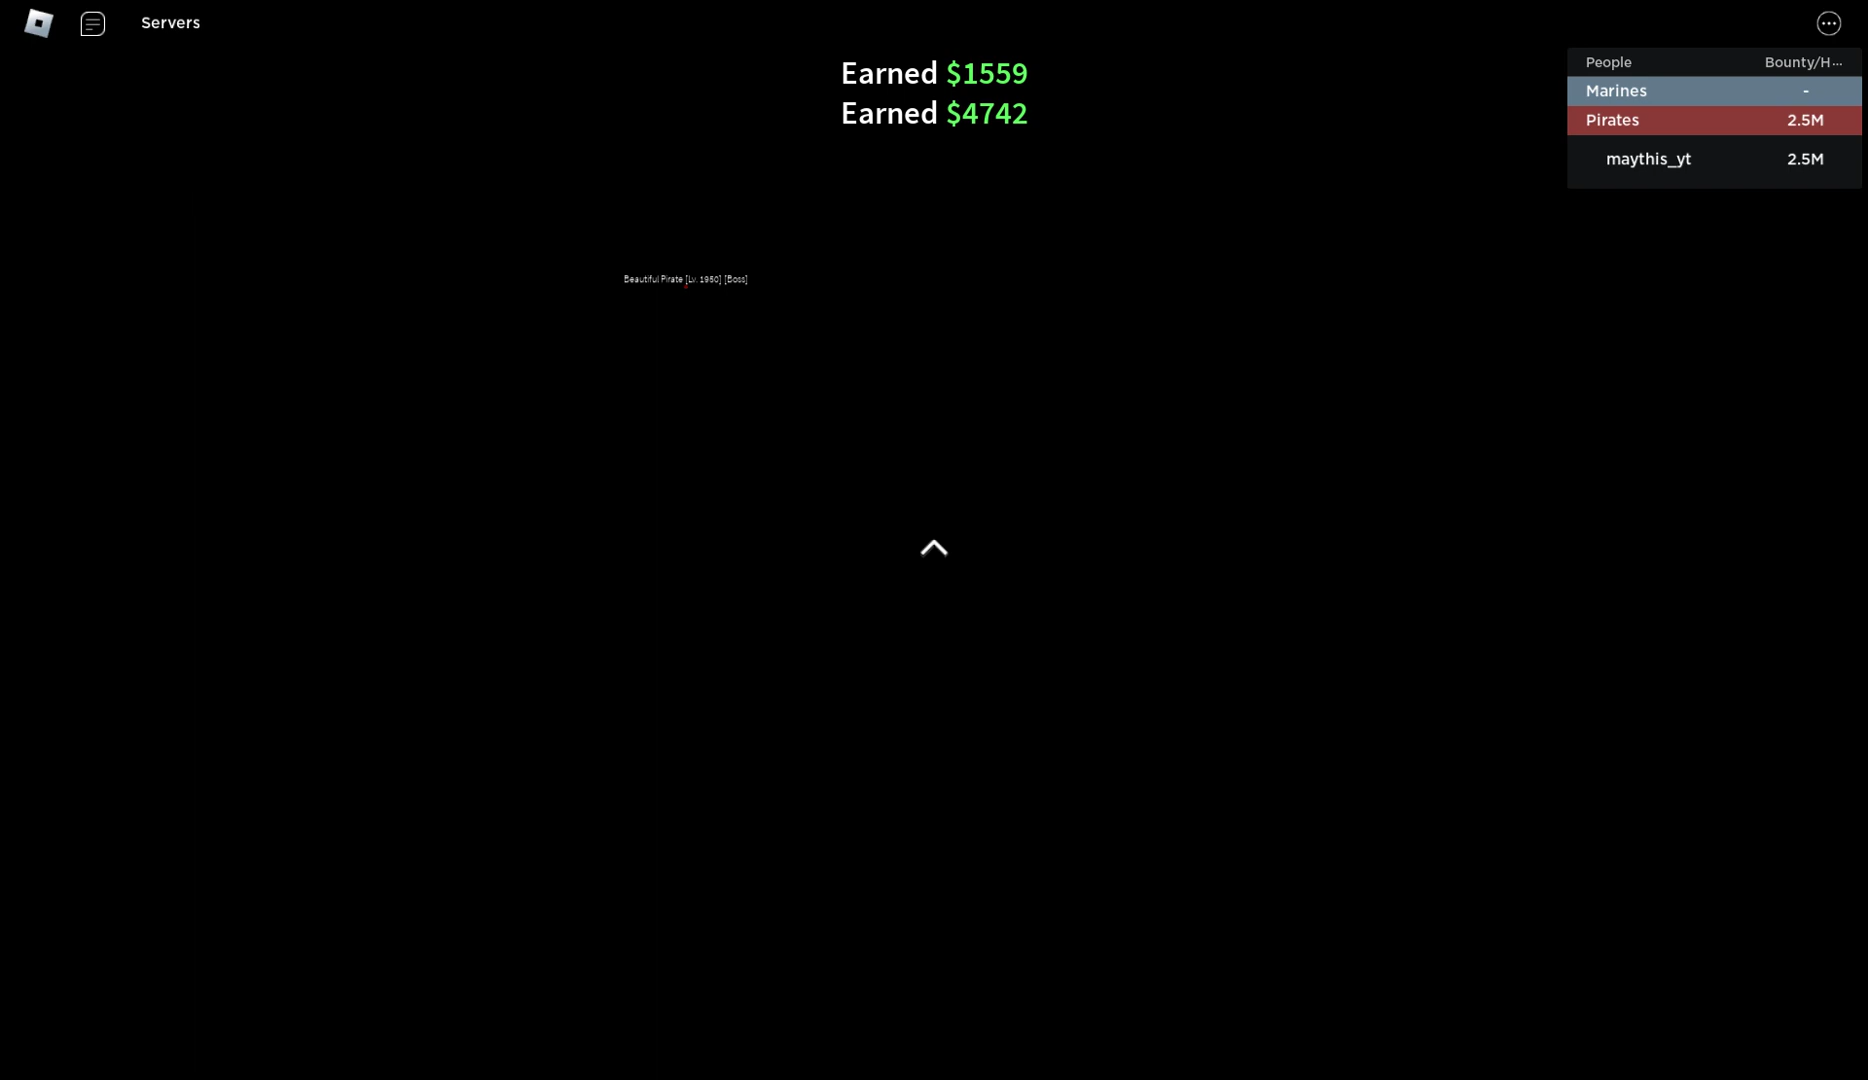 Servers
Earned $1559
Earned $4742
People Bounty/H...
Marines -
Pirates 2.5M
maythis_yt 2.5M
Beautiful Pirate [Lv. 1950] [Boss]